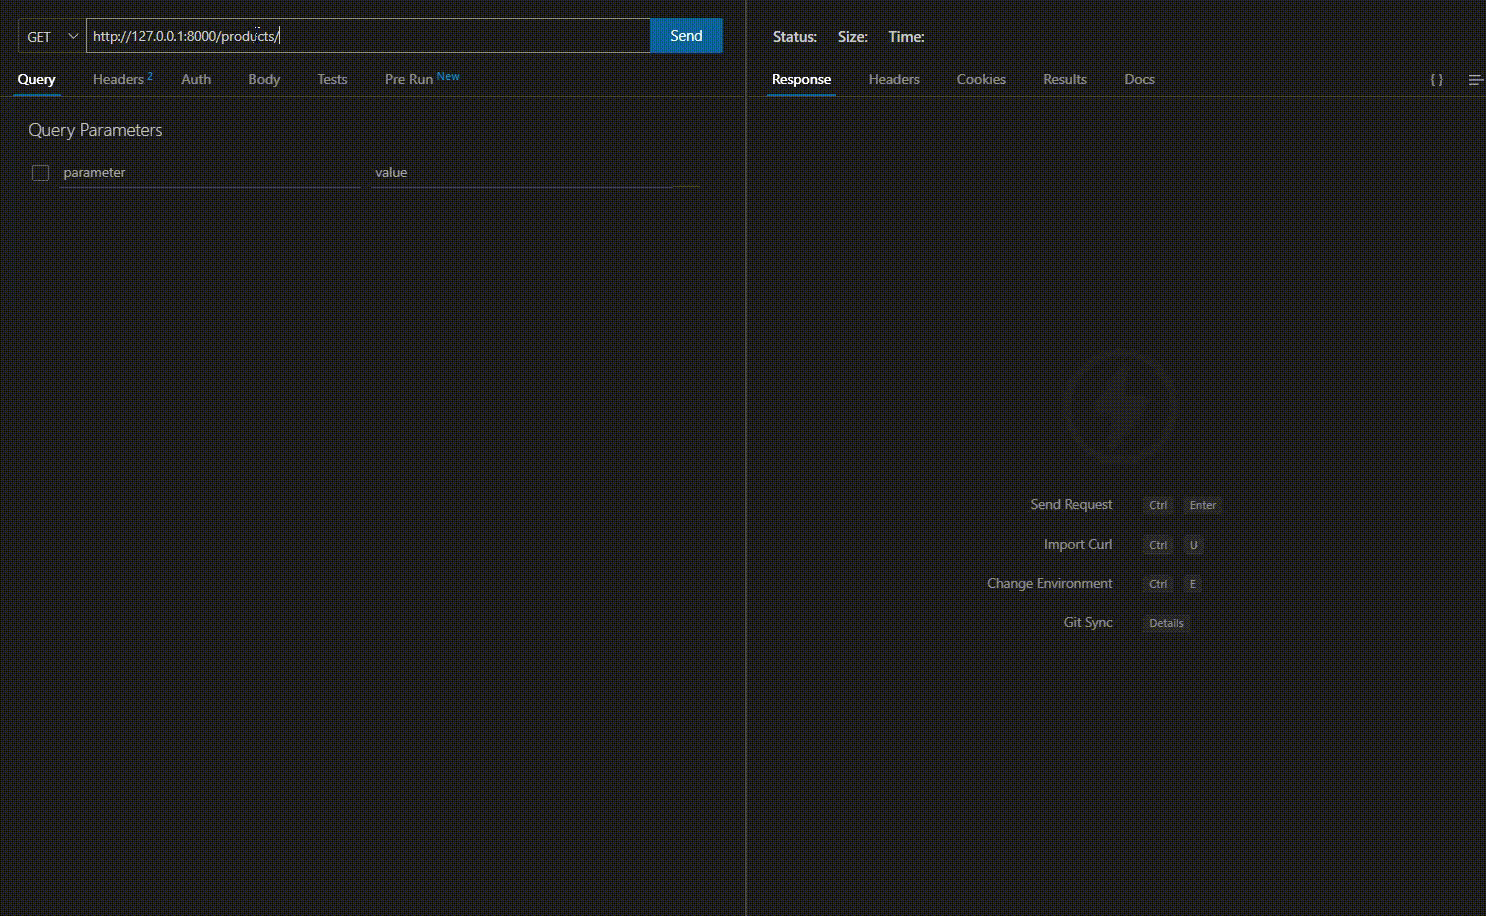 GET http://127.0.0.1:8000/products/ Send
Query Headers 2 Auth Body Tests Pre Run New
Query Parameters
parameter value
Status: Size: Time:
Response Headers Cookies Results Docs { }
Send Request Ctrl Enter
Import Curl Ctrl U
Change Environment Ctrl E
Git Sync Details